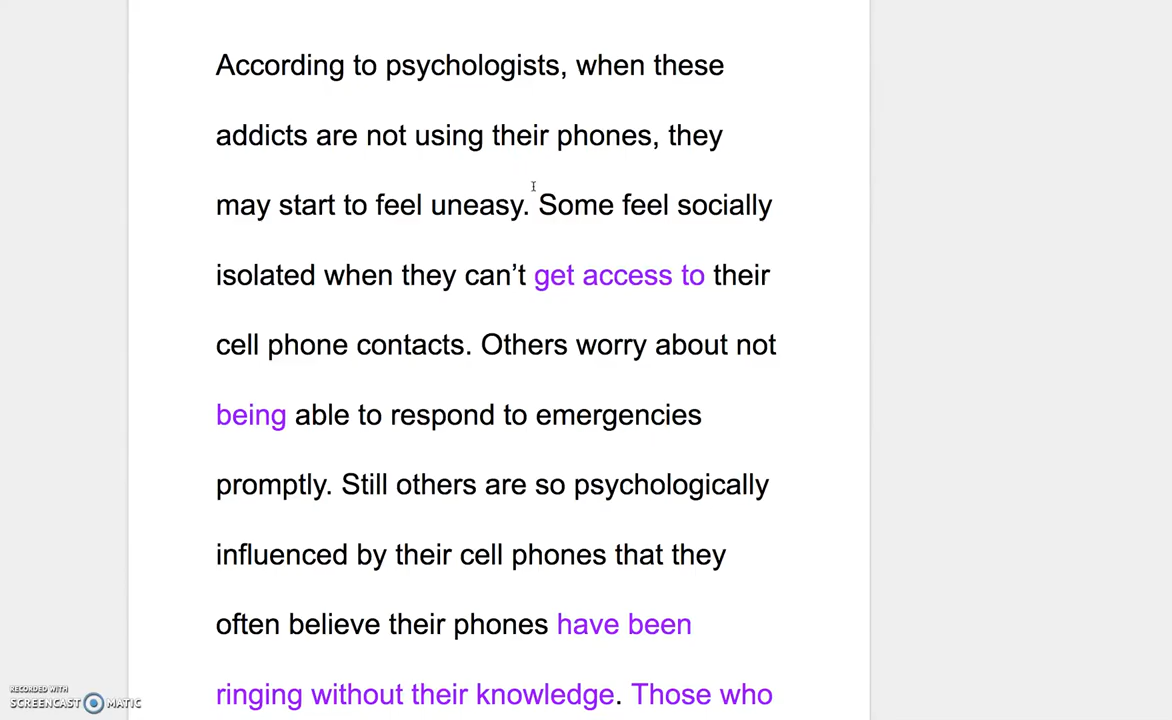 According to psychologists, when these
addicts are not using their phones, they
may start to feel uneasy. Some feel socially
isolated when they can’t get access to their
cell phone contacts. Others worry about not
being able to respond to emergencies
promptly. Still others are so psychologically
influenced by their cell phones that they
often believe their phones have been
ringing without their knowledge. Those who
RECORDED WITH
SCREENCAST MATIC